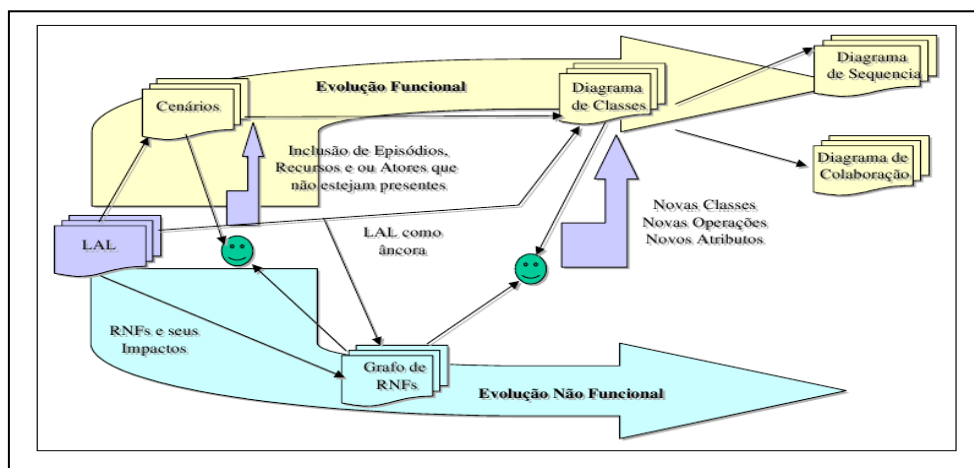 Evolução Funcional
Cenários
Diagrama
de Classes
Diagrama
de Sequencia
Inclusão de Episódios,
Recursos e ou Atores que
não estejam presentes
Diagrama de
Colaboração
LAL
LAL como
âncora
Novas Classes
Novas Operações
Novos Atributos
RNFs e seus
Impactos
Grafo de
RNFs
Evolução Não Funcional